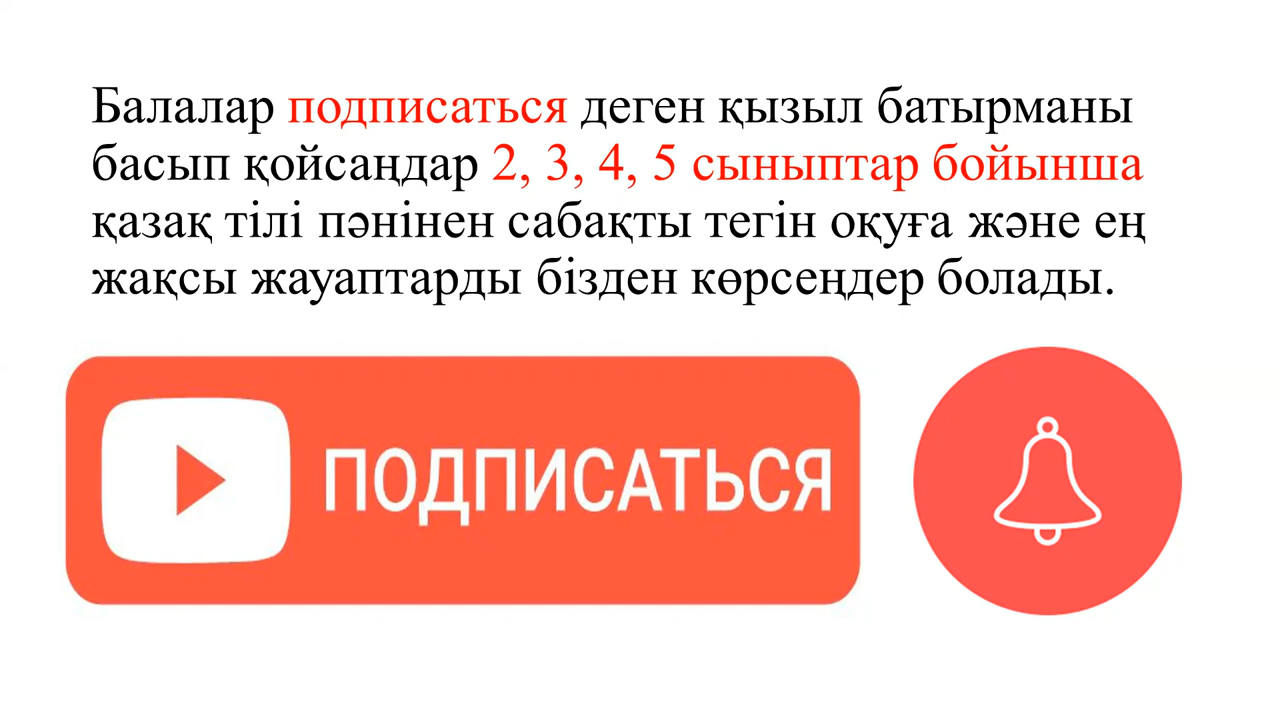 Балалар подписаться деген қызыл батырманы
басып қойсаңдар 2, 3, 4, 5 сыныптар бойынша
қазақ тілі пәнінен сабақты тегін оқуға және ең
жақсы жауаптарды бізден көрсеңдер болады.
ПОДПИСАТЬСЯ